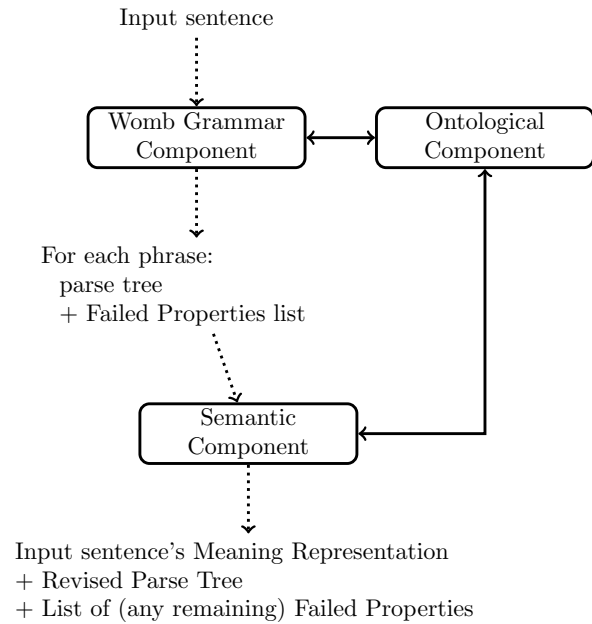 Input sentence
Womb Grammar
Component
Ontological
Component
For each phrase:
parse tree
+ Failed Properties list
Semantic
Component
Input sentence's Meaning Representation
+ Revised Parse Tree
+ List of (any remaining) Failed Properties